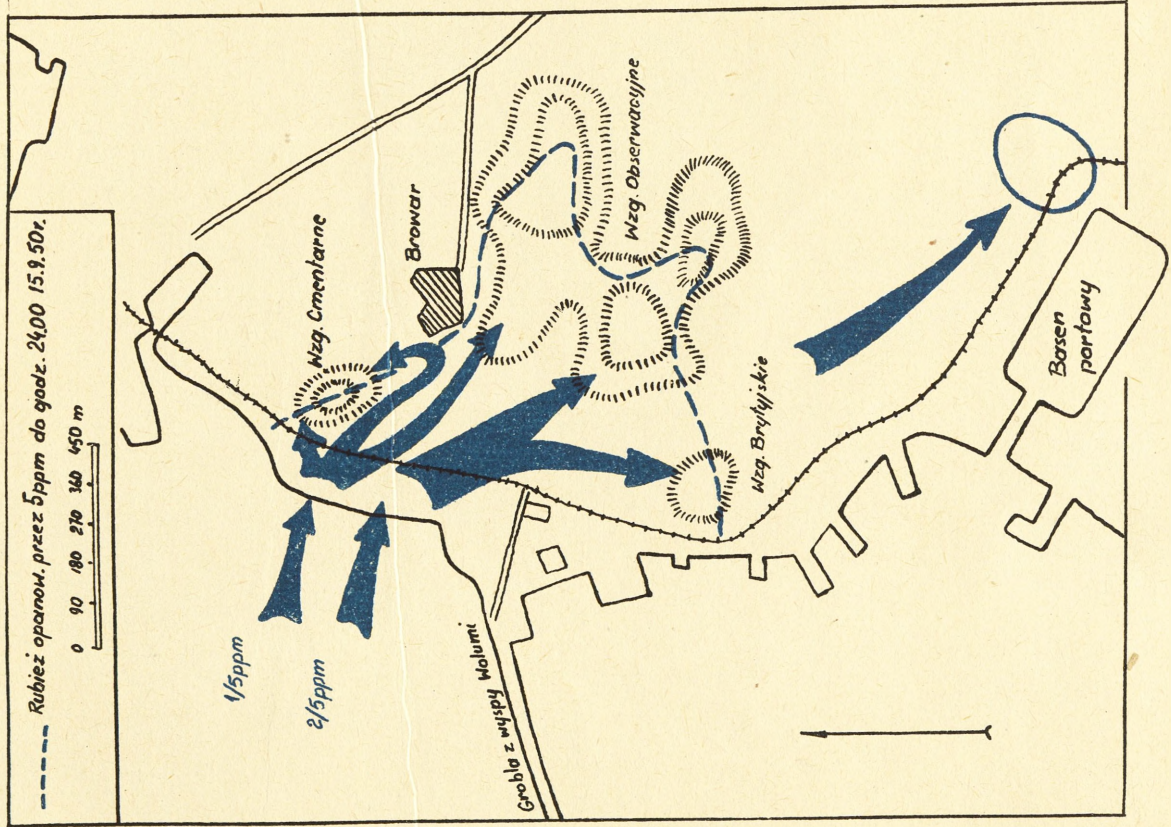 Rubież opanow. przez 5ppm do godz. 24,00 15.9.50r.
0 90 180 270 360 450 m
1/5ppm
2/5ppm
Wzg. Cmentarne
Browar
Wzg. Obserwacyjne
Wzg. Brytyjskie
Grobla z wyspy Wolumi
Basen
portowy